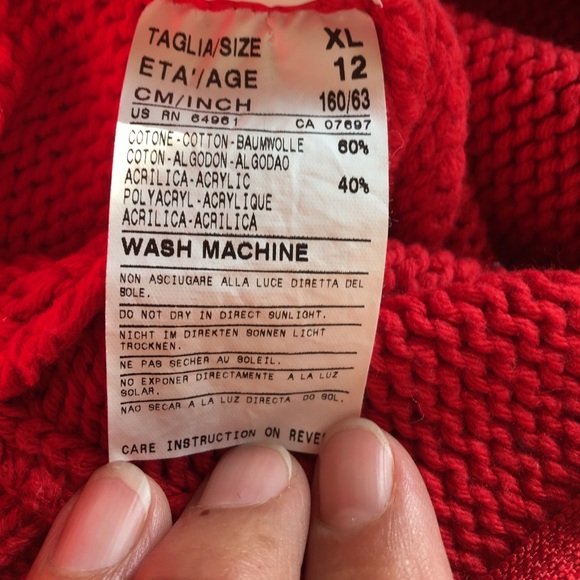 TAGLIA/SIZE XL
ETA'/AGE 12
CM/INCH 160/63
US RN 64961 CA 07697
COTONE-COTTON-BAUMWOLLE 60%
COTON-ALGODON-ALGODAO
ACRILICA-ACRYLIC 40%
POLYACRYL-ACRYLIQUE
ACRILICA-ACRILICA
WASH MACHINE
NON ASCIUGARE ALLA LUCE DIRETTA DEL
SOLE.
DO NOT DRY IN DIRECT SUNLIGHT.
NICHT IM DIREKTEN SONNEN LICHT
TROCKNEN.
NE PAS SECHER AU SOLEIL.
NO EXPONER DIRECTAMENTE A LA LUZ
SOLAR.
NAO SECAR A LA LUZ DIRECTA DO SOL.
CARE INSTRUCTION ON REVE